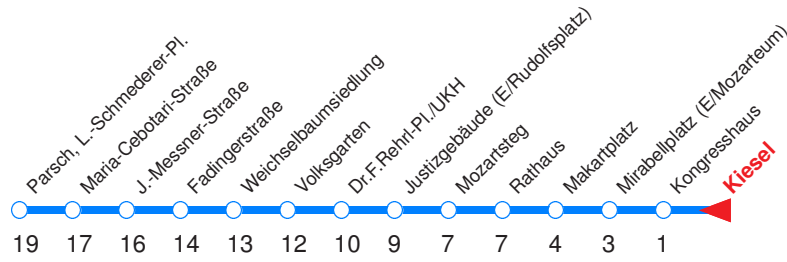 Parsch, L.-Schmederer-Pl.
Maria-Cebotari-Straße
J.-Messner-Straße
Fadingerstraße
Weichselbaumsiedlung
Volksgarten
Dr.F.Rehrl-Pl./UKH
Justizgebäude (E/Rudolfsplatz)
Mozartsteg
Rathaus
Makartplatz
Mirabellplatz (E/Mozarteum)
Kongresshaus
Kiesel
19 17 16 14 13 12 10 9 7 7 4 3 1